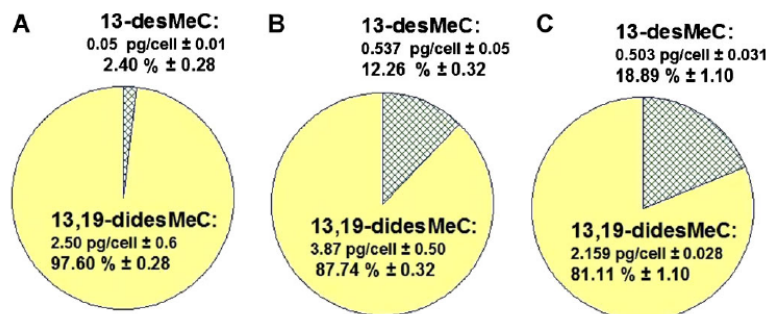 A
13-desMeC:
0.05 pg/cell ± 0.01
2.40 % ± 0.28
13,19-didesMeC:
2.50 pg/cell ± 0.6
97.60 % ± 0.28
B
13-desMeC:
0.537 pg/cell ± 0.05
12.26 % ± 0.32
13,19-didesMeC:
3.87 pg/cell ± 0.50
87.74 % ± 0.32
C
13-desMeC:
0.503 pg/cell ± 0.031
18.89 % ± 1.10
13,19-didesMeC:
2.159 pg/cell ± 0.028
81.11 % ± 1.10